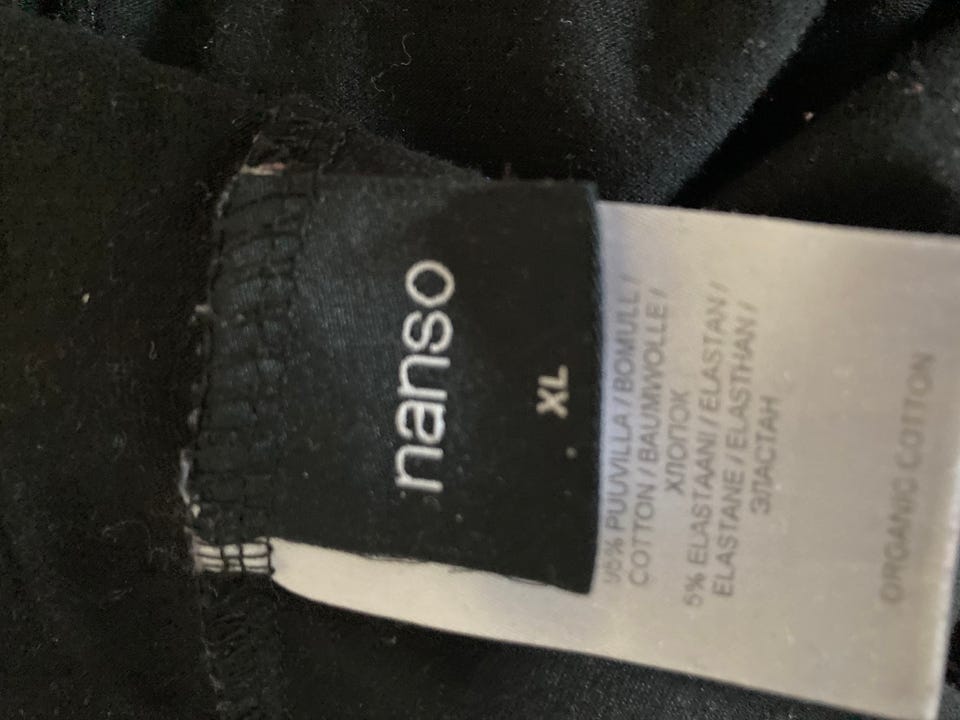 nanso
XL
95% PUUVILLA / BOMULL /
COTTON / BAUMWOLLE /
ХЛОПОК
5% ELASTAANI / ELASTAN /
ELASTANE / ELASTHAN /
ЭЛАСТАН
ORGANIC COTTON